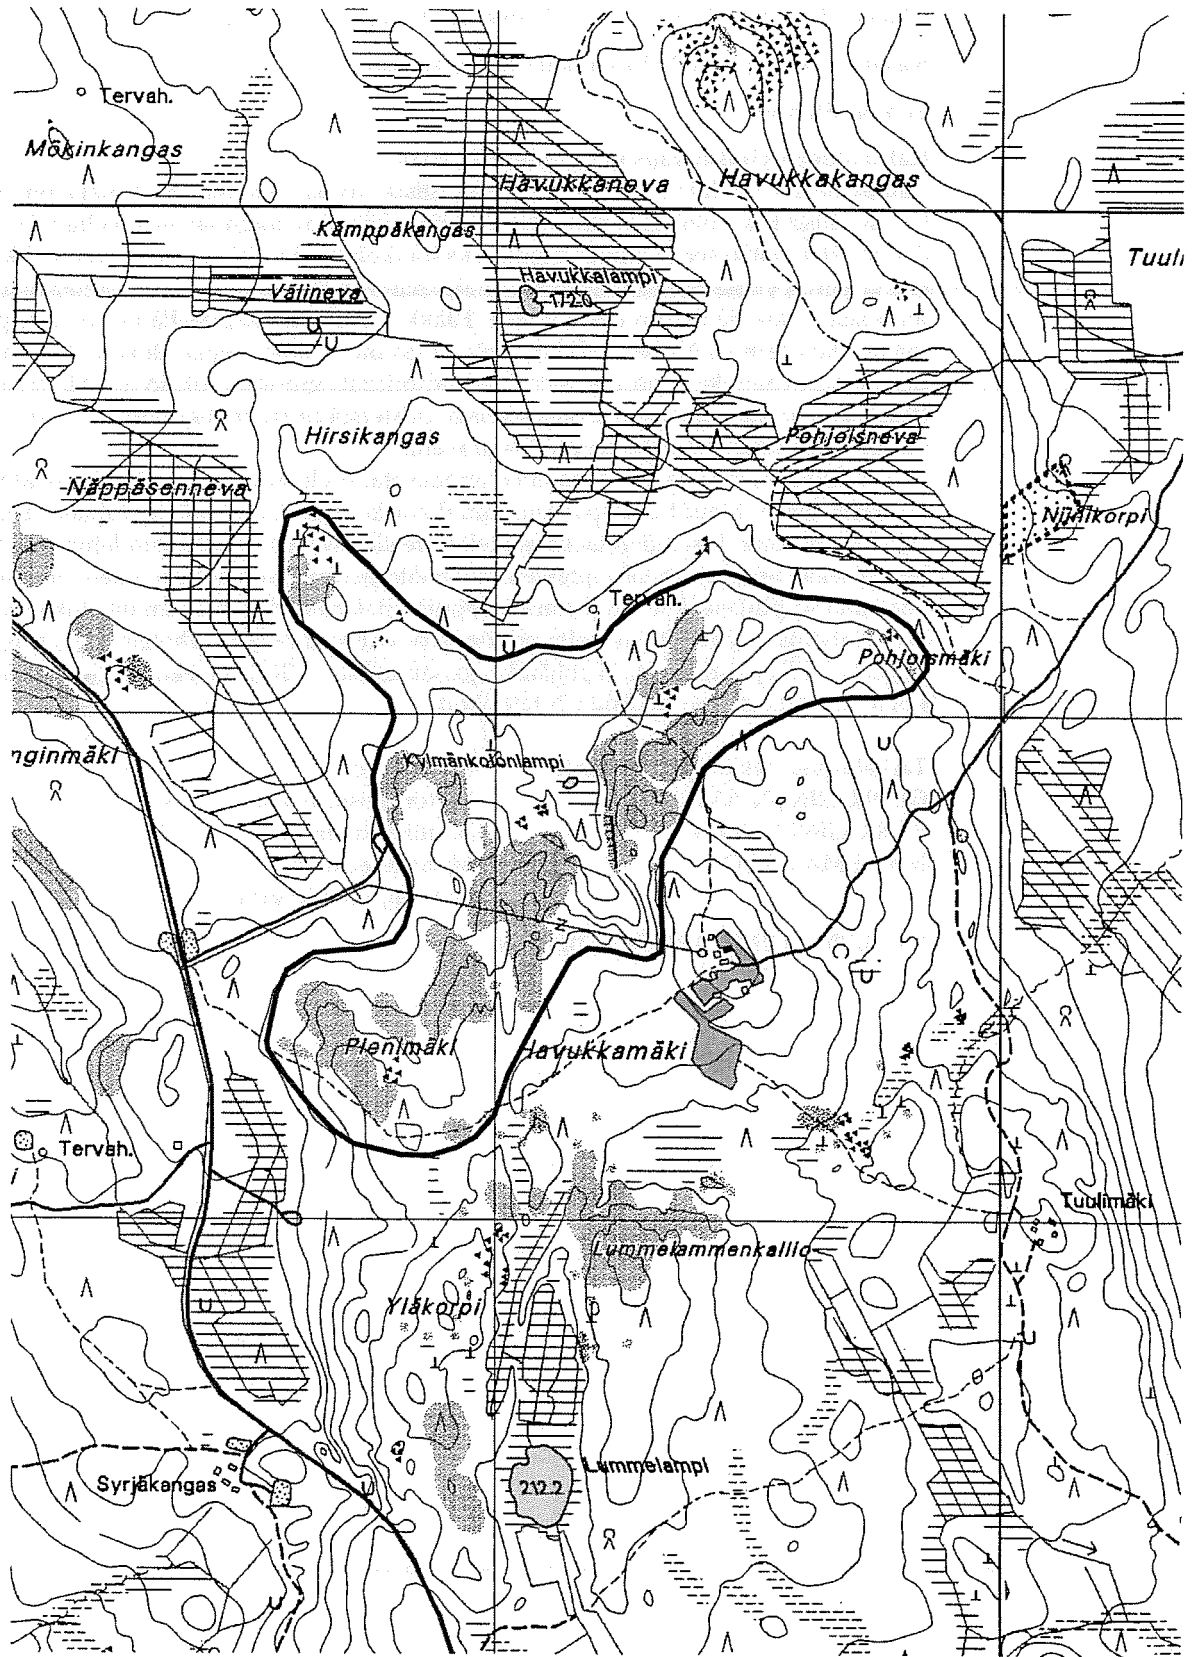 Tervah.
Mökinkangas
Havukkaneva
Havukkakangas
Kämppäkangas
Tuuli
Havukkalampi
172.0
Välineva
Hirsikangas
Pohjoisneva
Näppäsenneva
Niinikorpi
Tervah.
Pohjoismäki
nginmäki
Kylmänkolonlampi
Z
Pienimäki
Havukkamäki
Tervah.
Tuulimäki
Lummelammenkallio
Yläkorpi
Lummelampi
Syrjäkangas
212.2